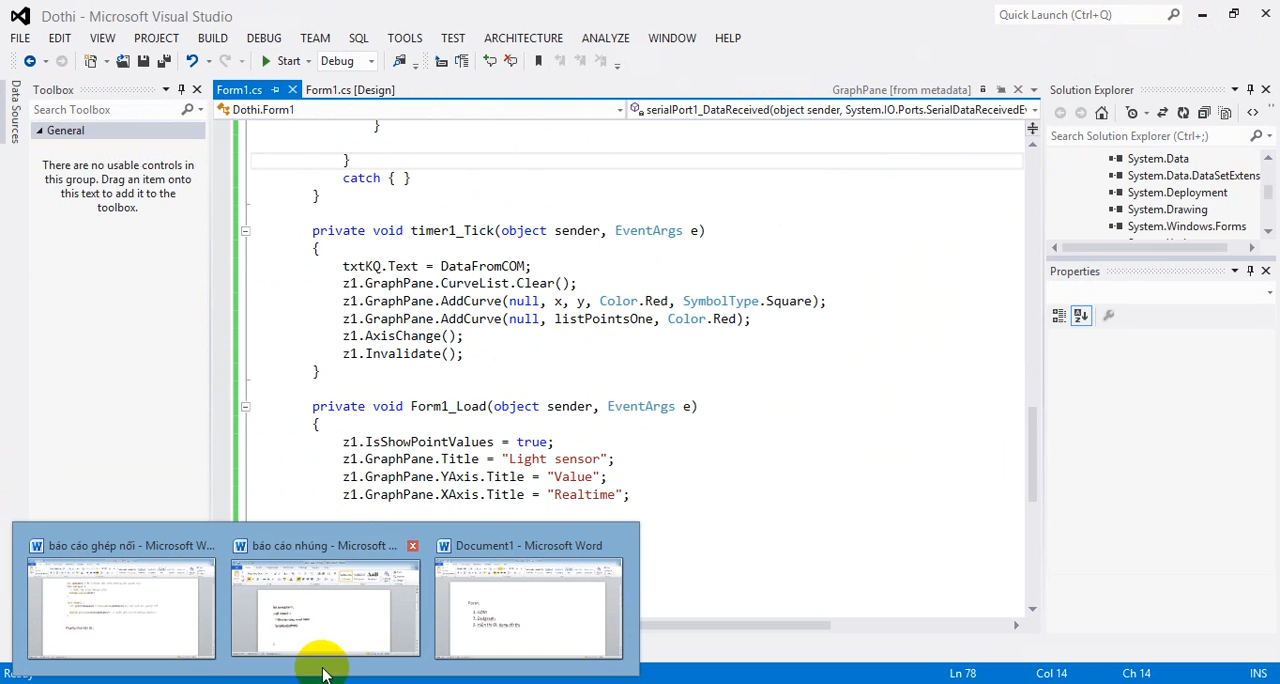 Dothi - Microsoft Visual Studio
Quick Launch (Ctrl+Q)
FILE EDIT VIEW PROJECT BUILD DEBUG TEAM SQL TOOLS TEST ARCHITECTURE ANALYZE WINDOW HELP
Start Debug
Data Sources
Toolbox
Search Toolbox
General
There are no usable controls in
this group. Drag an item onto
this text to add it to the
toolbox.
Form1.cs Form1.cs [Design] GraphPane [from metadata]
Dothi.Form1 serialPort1_DataReceived(object sender, System.IO.Ports.SerialDataReceivedE
}
}
catch { }
}
private void timer1_Tick(object sender, EventArgs e)
{
txtKQ.Text = DataFromCOM;
z1.GraphPane.CurveList.Clear();
z1.GraphPane.AddCurve(null, x, y, Color.Red, SymbolType.Square);
z1.GraphPane.AddCurve(null, listPointsOne, Color.Red);
z1.AxisChange();
z1.Invalidate();
}
private void Form1_Load(object sender, EventArgs e)
{
z1.IsShowPointValues = true;
z1.GraphPane.Title = "Light sensor";
z1.GraphPane.YAxis.Title = "Value";
z1.GraphPane.XAxis.Title = "Realtime";
Solution Explorer
Search Solution Explorer (Ctrl+;)
System.Data
System.Data.DataSetExtens
System.Deployment
System.Drawing
System.Windows.Forms
Properties
báo cáo ghép nối - Microsoft W...
báo cáo nhúng - Microsoft ...
Document1 - Microsoft Word
Ln 78 Col 14 Ch 14 INS